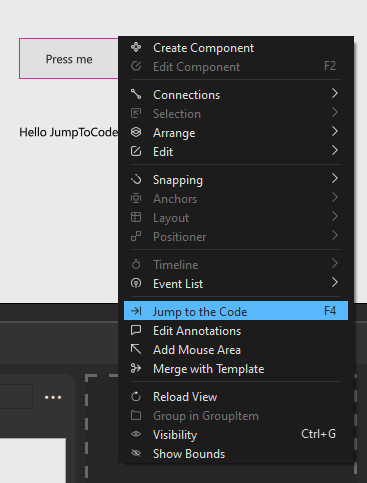 Press me
Hello JumpToCode
Create Component
Edit Component F2
Connections
Selection
Arrange
Edit
Snapping
Anchors
Layout
Positioner
Timeline
Event List
Jump to the Code F4
Edit Annotations
Add Mouse Area
Merge with Template
Reload View
Group in GroupItem
Visibility Ctrl+G
Show Bounds